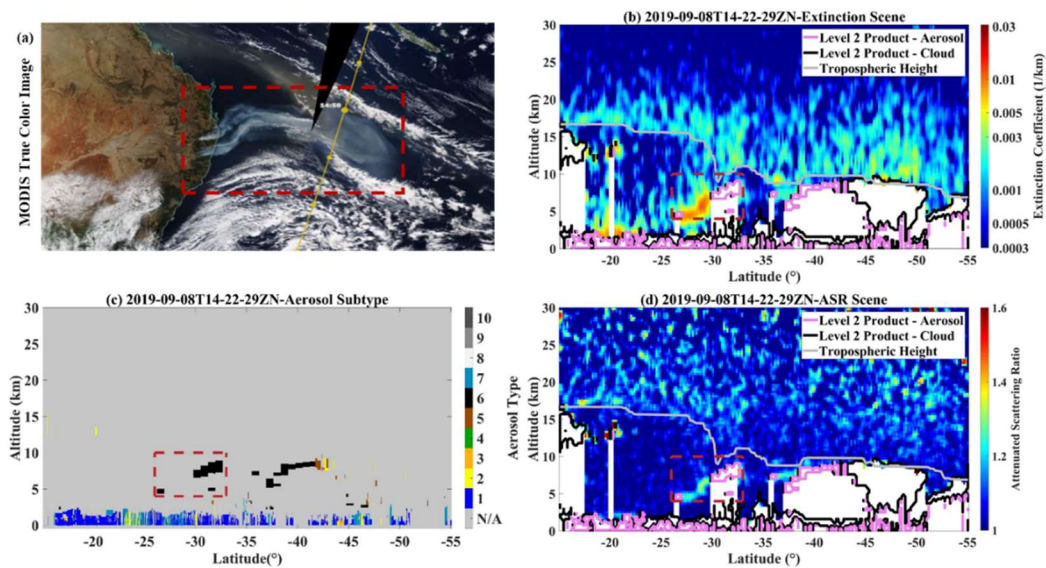 (a)
MODIS True Color Image
14:50
(b) 2019-09-08T14-22-29ZN-Extinction Scene
Level 2 Product - Aerosol
Level 2 Product - Cloud
Tropospheric Height
30
25
20
15
10
5
0
Altitude (km)
-20 -25 -30 -35 -40 -45 -50 -55
Latitude (°)
0.03
0.01
0.005
0.003
0.001
0.0005
0.0003
Extinction Coefficient (1/km)
(c) 2019-09-08T14-22-29ZN-Aerosol Subtype
30
25
20
15
10
5
0
Altitude (km)
-20 -25 -30 -35 -40 -45 -50 -55
Latitude(°)
10
9
8
7
6
5
4
3
2
1
N/A
Aerosol Type
(d) 2019-09-08T14-22-29ZN-ASR Scene
Level 2 Product - Aerosol
Level 2 Product - Cloud
Tropospheric Height
30
25
20
15
10
5
0
Altitude (km)
-20 -25 -30 -35 -40 -45 -50 -55
Latitude (°)
1.6
1.4
1.2
1
Attenuated Scattering Ratio